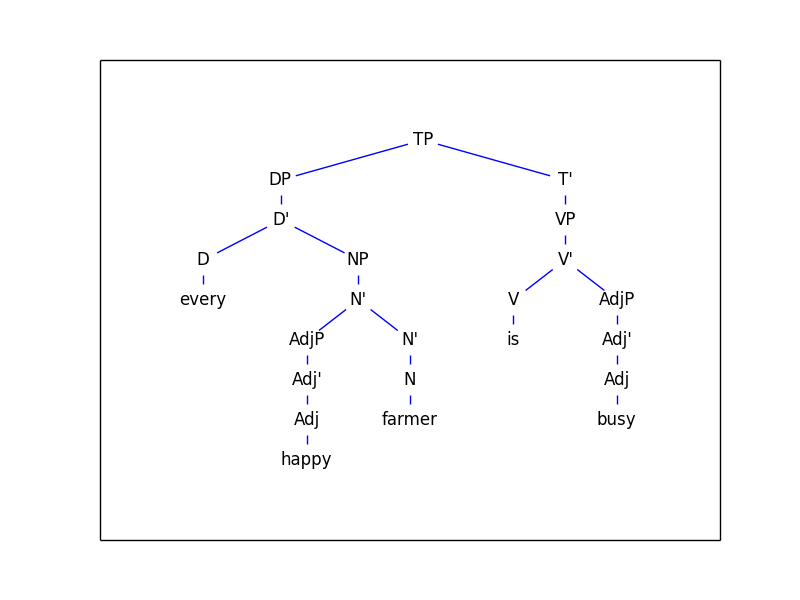 TP
DP T'
D' VP
D NP V'
every N' V AdjP
AdjP N' is Adj'
Adj' N Adj
Adj farmer busy
happy